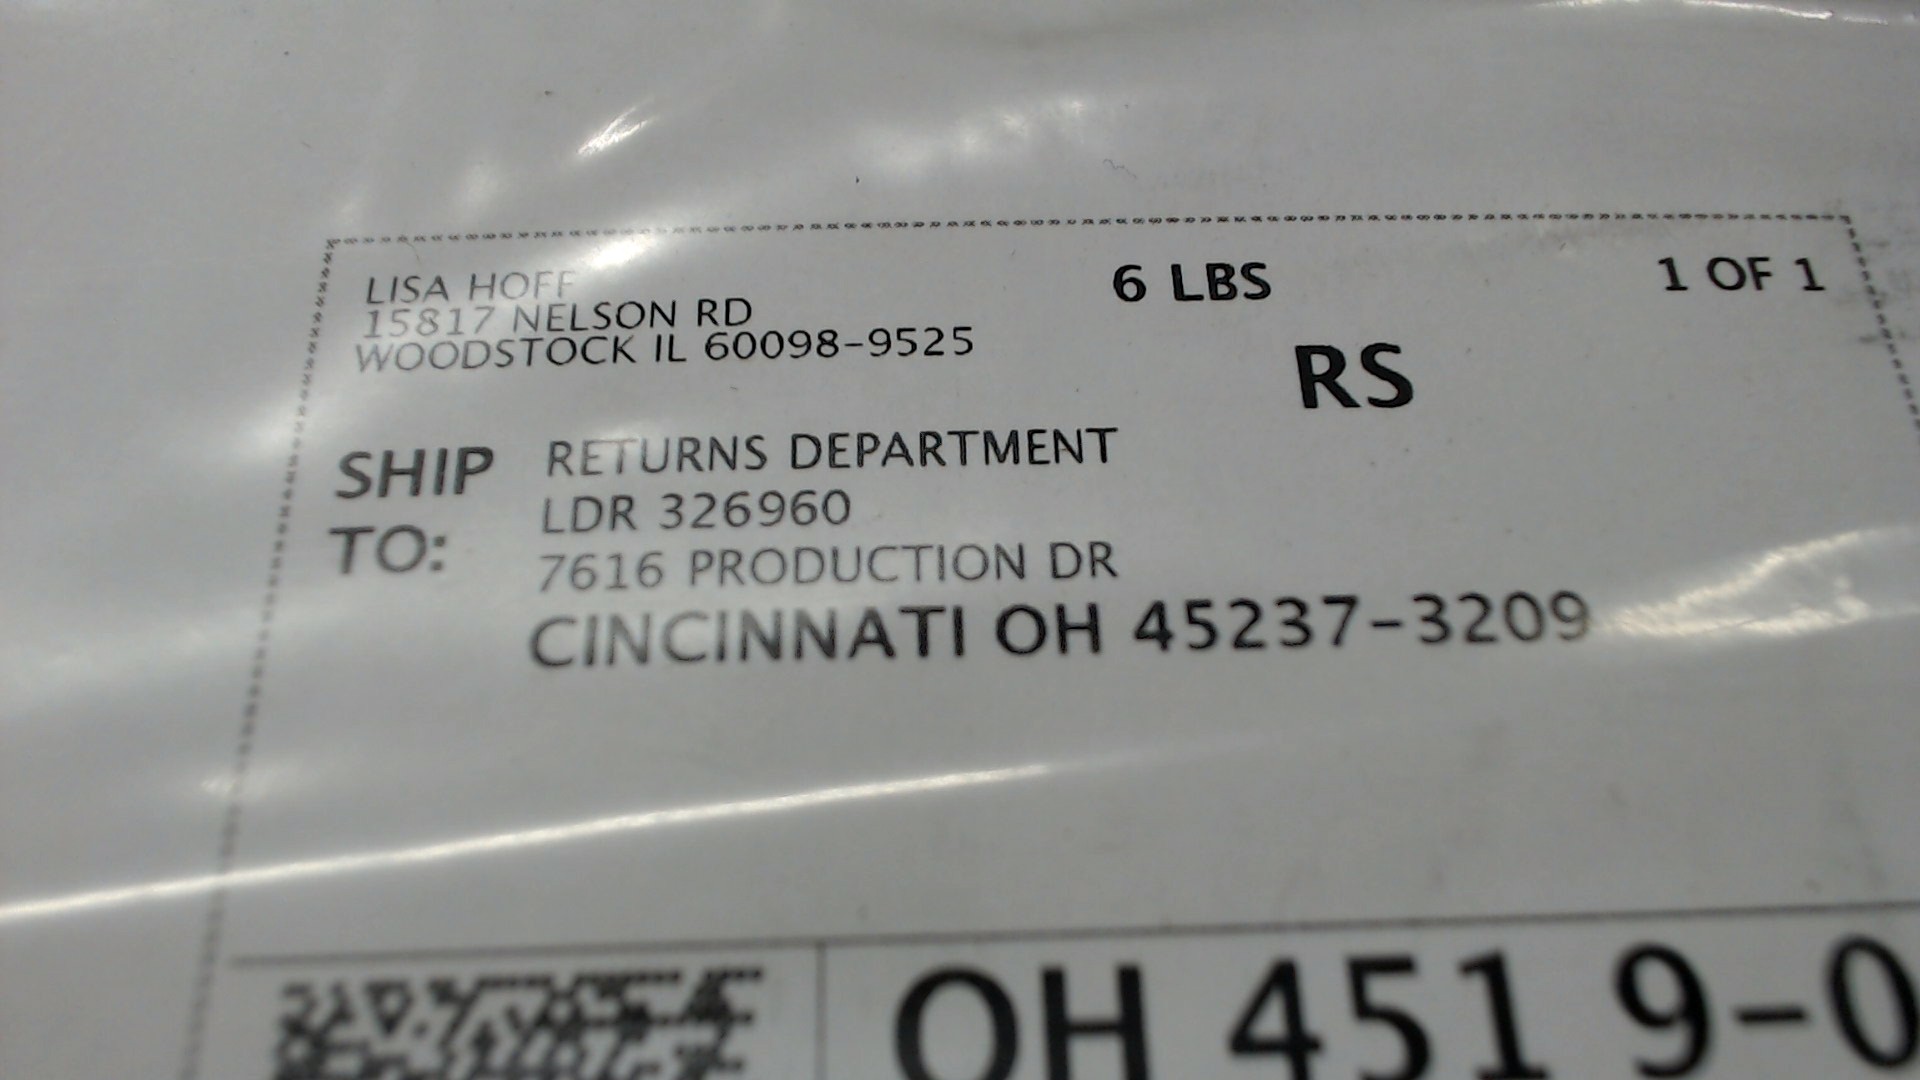 LISA HOFF 6 LBS 1 OF 1
15817 NELSON RD
WOODSTOCK IL 60098-9525
RS
SHIP TO: RETURNS DEPARTMENT
LDR 326960
7616 PRODUCTION DR
CINCINNATI OH 45237-3209
OH 451 9-0